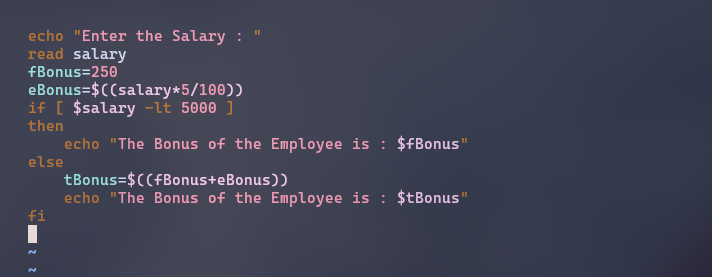 echo "Enter the Salary : "
read salary
fBonus=250
eBonus=$((salary*5/100))
if [ $salary -lt 5000 ]
then
    echo "The Bonus of the Employee is : $fBonus"
else
    tBonus=$((fBonus+eBonus))
    echo "The Bonus of the Employee is : $tBonus"
fi
~
~